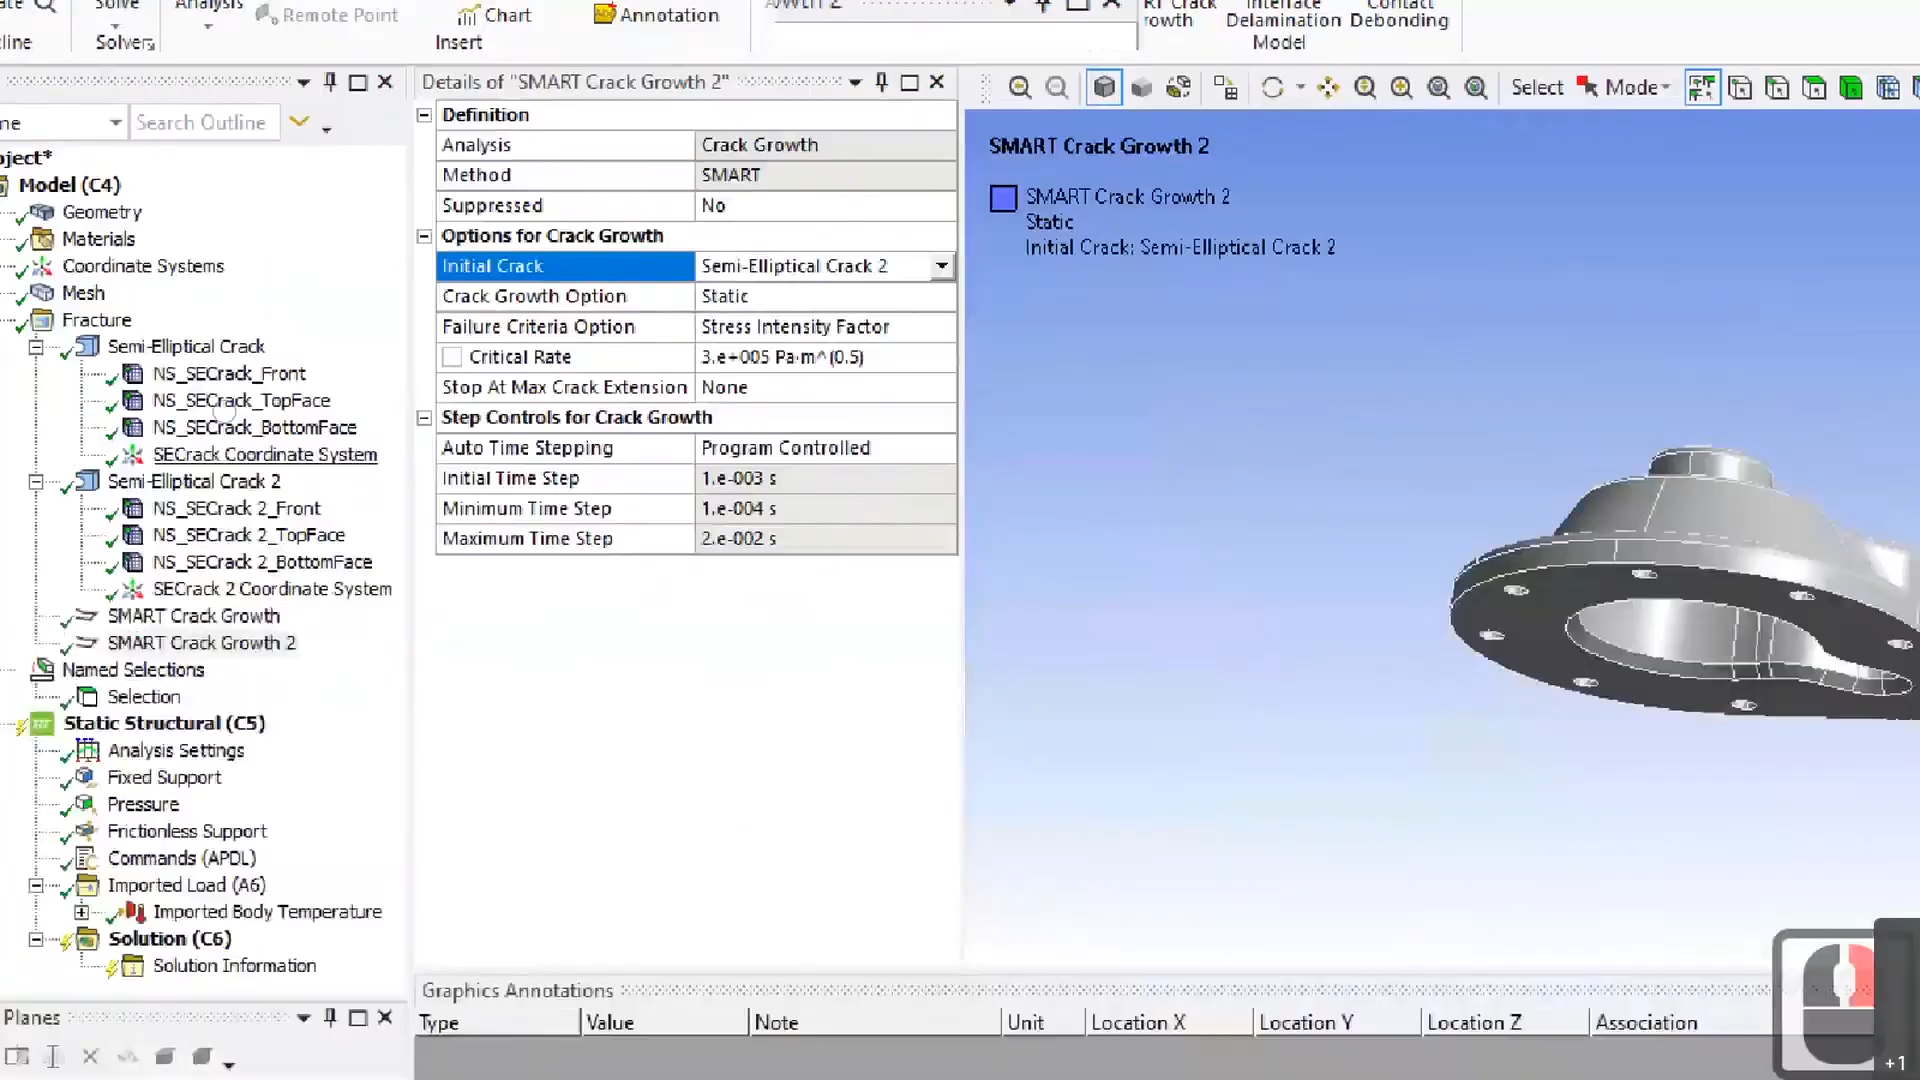 Solve
Analysis
Remote Point
Chart
Annotation
Solvers
Insert
Interface
Contact
Delamination
Debonding
Model
Details of "SMART Crack Growth 2"
Search Outline
Select
Mode
Model (C4)
Geometry
Materials
Coordinate Systems
Mesh
Fracture
Semi-Elliptical Crack
NS_SECrack_Front
NS_SECrack_TopFace
NS_SECrack_BottomFace
SECrack Coordinate System
Semi-Elliptical Crack 2
NS_SECrack 2_Front
NS_SECrack 2_TopFace
NS_SECrack 2_BottomFace
SECrack 2 Coordinate System
SMART Crack Growth
SMART Crack Growth 2
Named Selections
Selection
Static Structural (C5)
Analysis Settings
Fixed Support
Pressure
Frictionless Support
Commands (APDL)
Imported Load (A6)
Imported Body Temperature
Solution (C6)
Solution Information
Planes
Definition
Analysis Crack Growth
Method SMART
Suppressed No
Options for Crack Growth
Initial Crack Semi-Elliptical Crack 2
Crack Growth Option Static
Failure Criteria Option Stress Intensity Factor
Critical Rate 3.e+005 Pa·m^(0.5)
Stop At Max Crack Extension None
Step Controls for Crack Growth
Auto Time Stepping Program Controlled
Initial Time Step 1.e-003 s
Minimum Time Step 1.e-004 s
Maximum Time Step 2.e-002 s
SMART Crack Growth 2
SMART Crack Growth 2
Static
Initial Crack: Semi-Elliptical Crack 2
Graphics Annotations
Type Value Note Unit Location X Location Y Location Z Association
+1